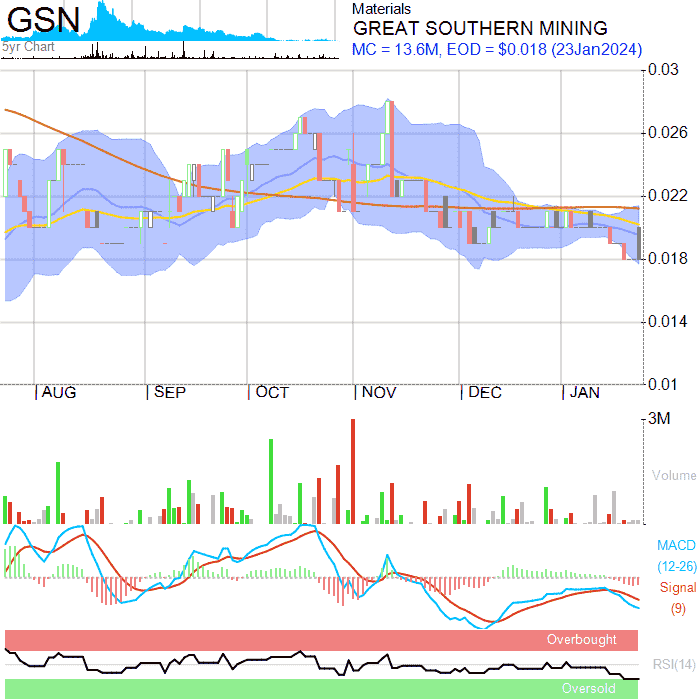 GSN
5yr Chart
Materials
GREAT SOUTHERN MINING
MC = 13.6M, EOD = $0.018 (23Jan2024)
0.03
0.026
0.022
0.018
0.014
0.01
AUG SEP OCT NOV DEC JAN
3M
Volume
MACD
(12-26)
Signal
(9)
Overbought
RSI(14)
Oversold